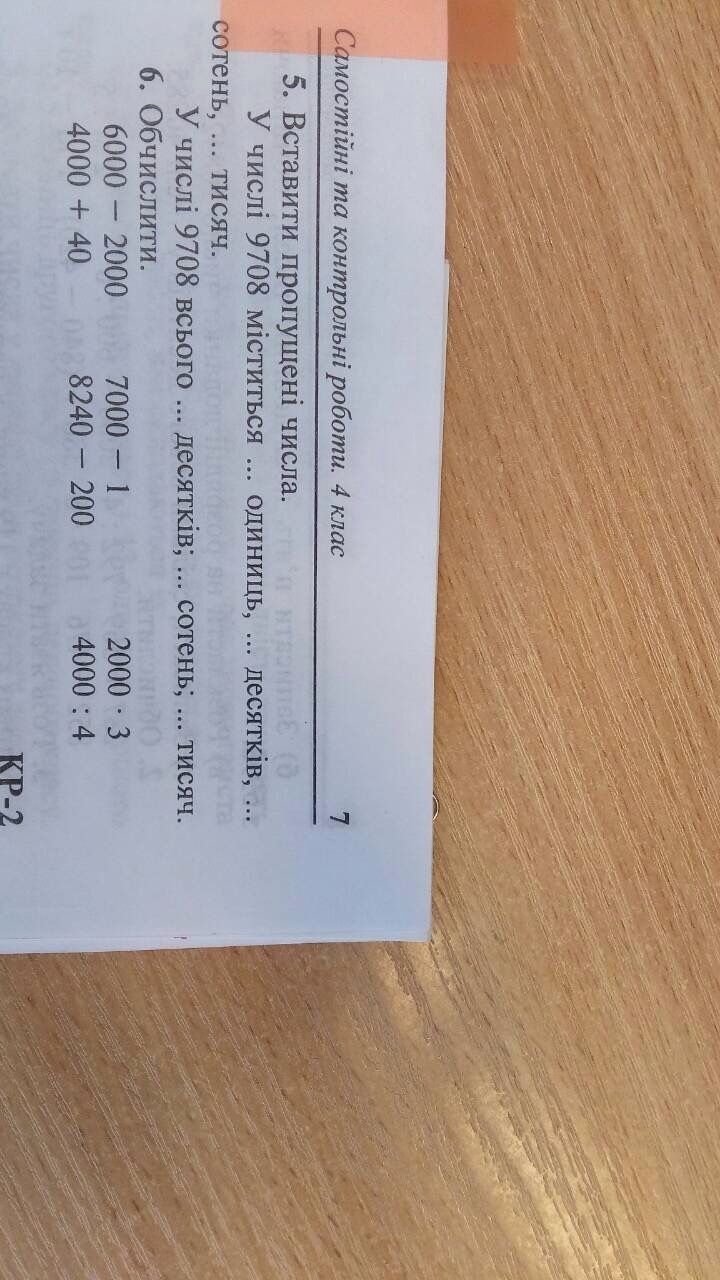 Самостійні та контрольні роботи. 4 клас 7
5. Вставити пропущені числа.
У числі 9708 міститься ... одиниць, ... десятків, ...
сотень, ... тисяч.
У числі 9708 всього ... десятків; ... сотень; ... тисяч.
6. Обчислити.
6000 − 2000 7000 − 1 2000 · 3
4000 + 40 8240 − 200 4000 : 4
КР-2